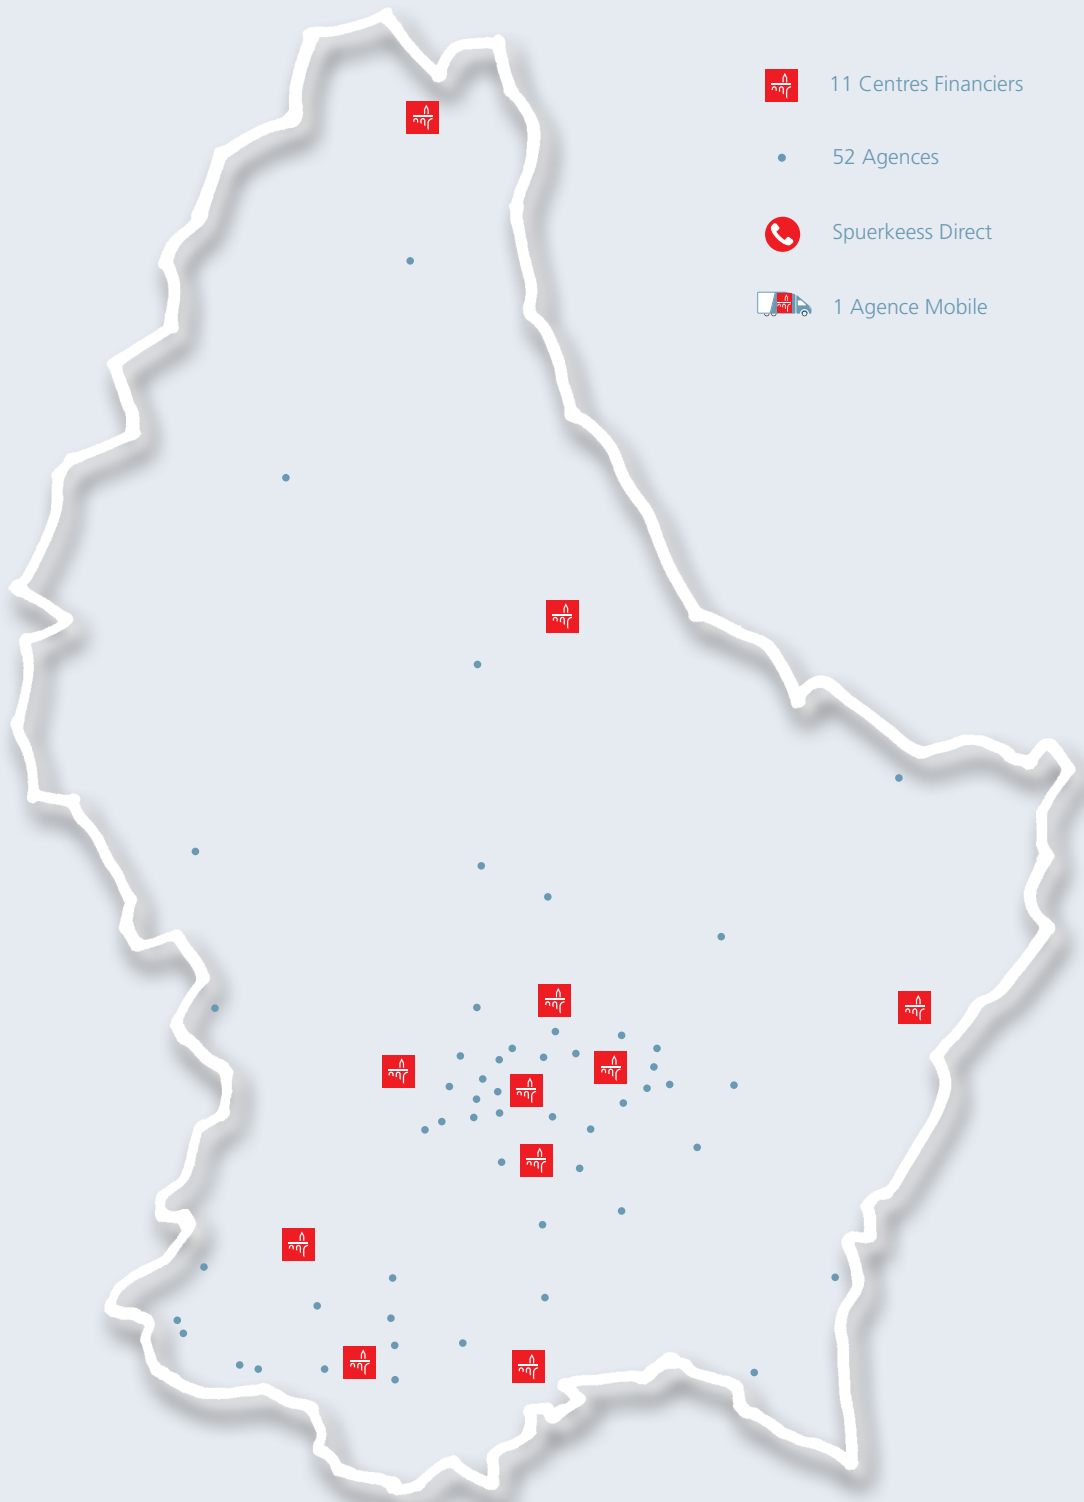 11 Centres Financiers
52 Agences
Spuerkeess Direct
1 Agence Mobile